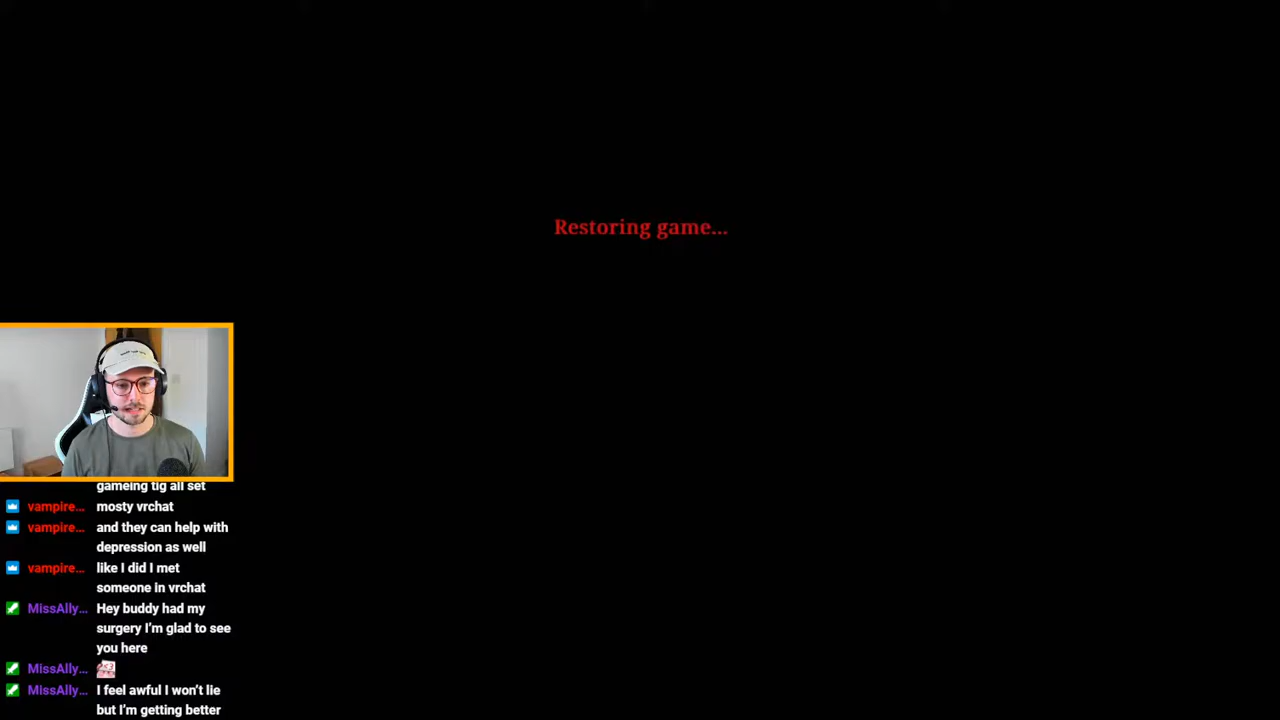 Restoring game...
gameing tig all set
vampire... mosty vrchat
vampire... and they can help with
depression as well
vampire... like I did I met
someone in vrchat
MissAlly... Hey buddy had my
surgery I'm glad to see
you here
MissAlly...
MissAlly... I feel awful I won't lie
but I'm getting better